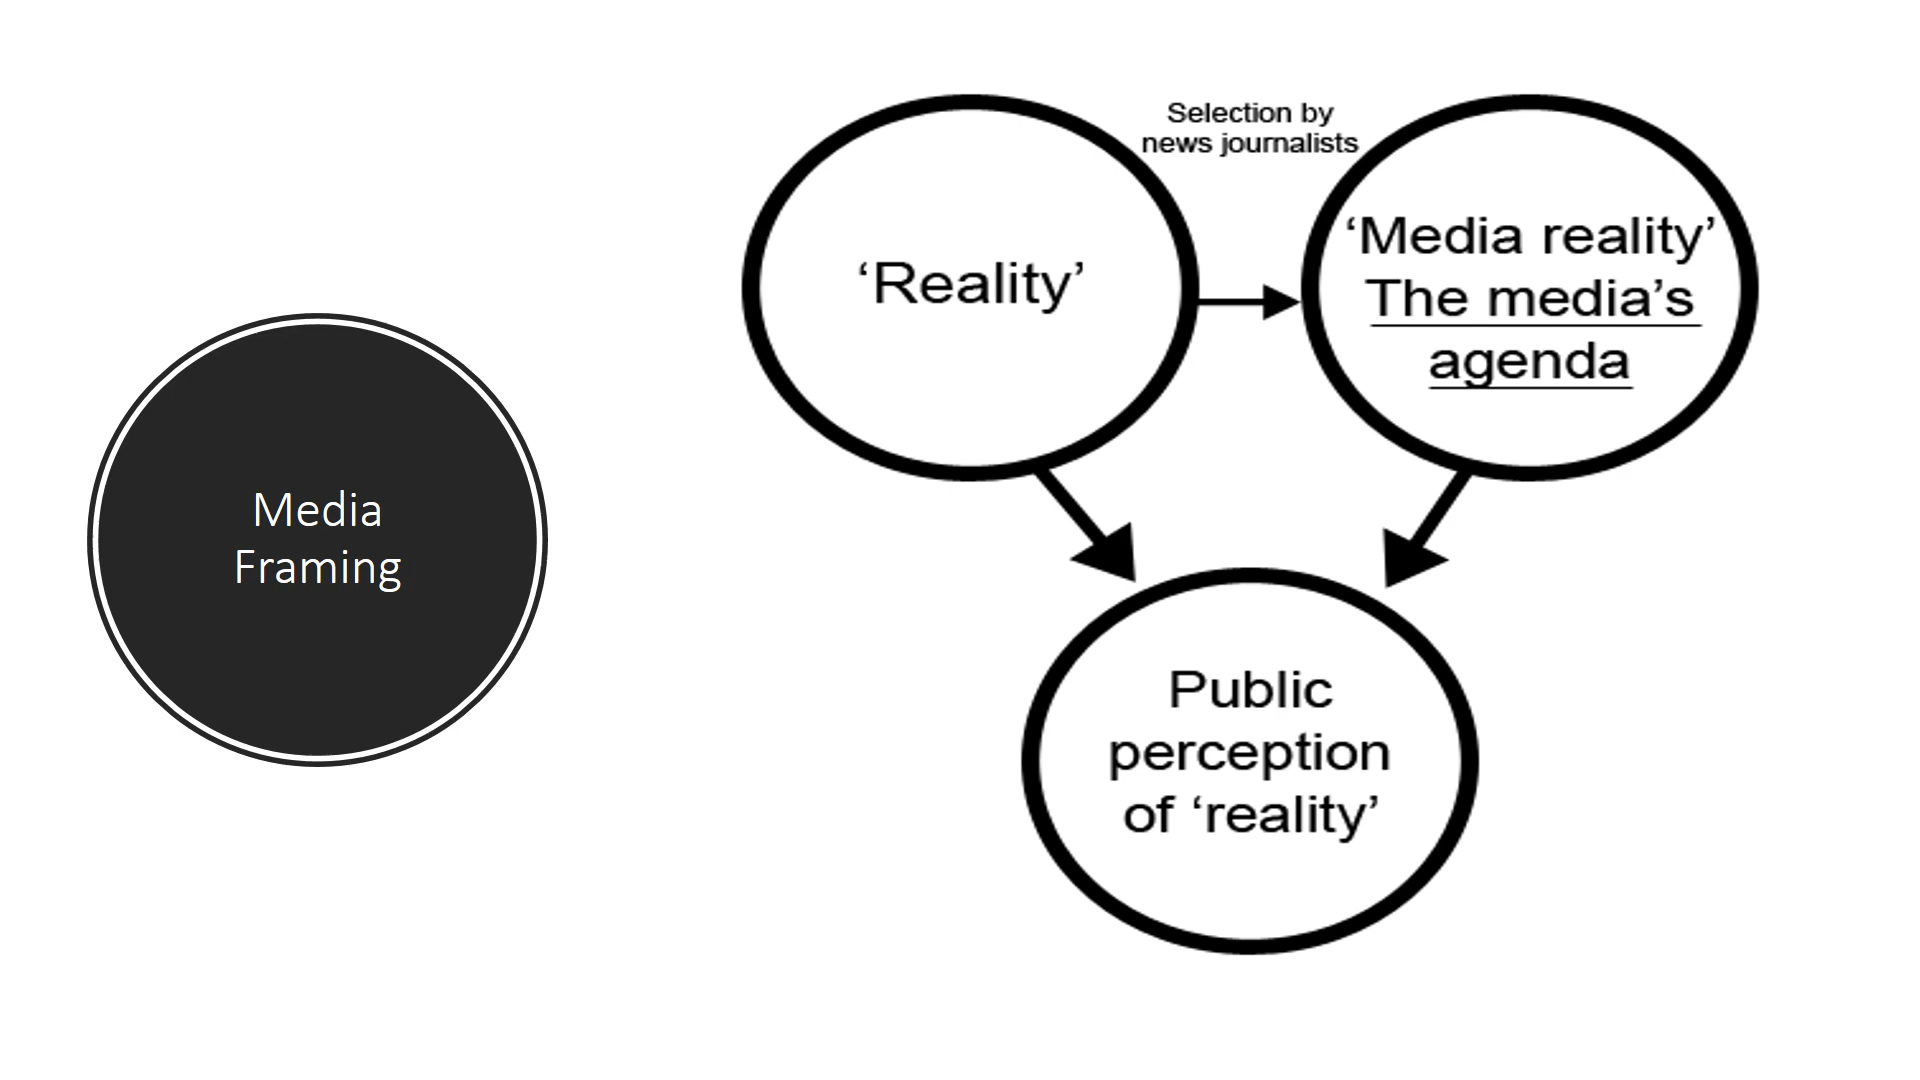 Media
Framing
‘Reality’
Selection by
news journalists
‘Media reality’
The media’s
agenda
Public
perception
of ‘reality’